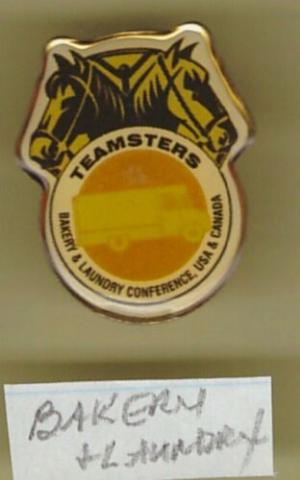 TEAMSTERS
BAKERY & LAUNDRY CONFERENCE, USA & CANADA
BAKERY
+ LAUNDRY